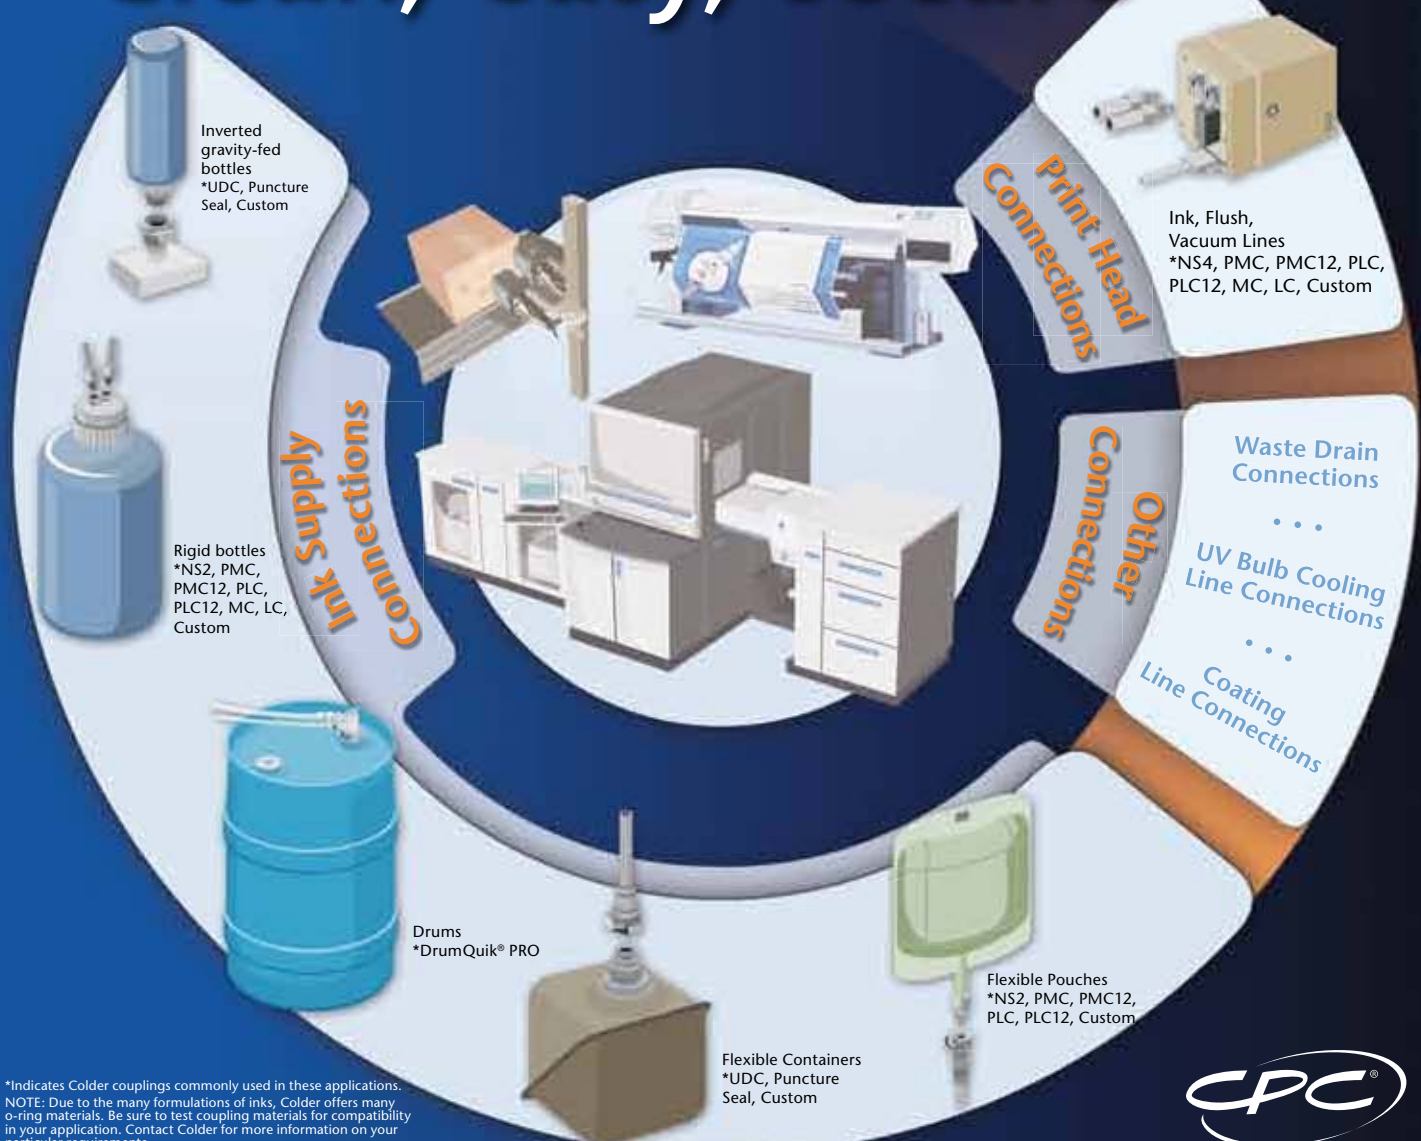 Inverted
gravity-fed
bottles
*UDC, Puncture
Seal, Custom
Rigid bottles
*NS2, PMC,
PMC12, PLC,
PLC12, MC, LC,
Custom
Ink Supply
Connections
Drums
*DrumQuik® PRO
Flexible Containers
*UDC, Puncture
Seal, Custom
Flexible Pouches
*NS2, PMC, PMC12,
PLC, PLC12, Custom
Print Head
Connections
Ink, Flush,
Vacuum Lines
*NS4, PMC, PMC12, PLC,
PLC12, MC, LC, Custom
Other
Connections
Waste Drain
Connections
• • •
UV Bulb Cooling
Line Connections
• • •
Coating
Line Connections
*Indicates Colder couplings commonly used in these applications.
NOTE: Due to the many formulations of inks, Colder offers many
o-ring materials. Be sure to test coupling materials for compatibility
in your application. Contact Colder for more information on your
CPC®